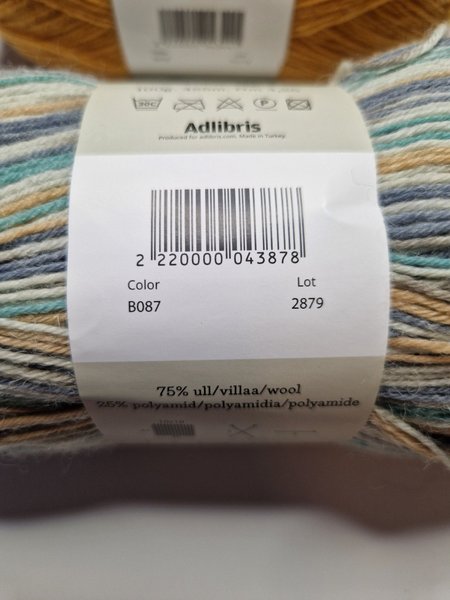 30C
P
Adlibris
Produced for adlibris.com. Made in Turkey.
2 220000 043878
Color Lot
B087 2879
75% ull/villaa/wool
25% polyamid/polyamidia/polyamide